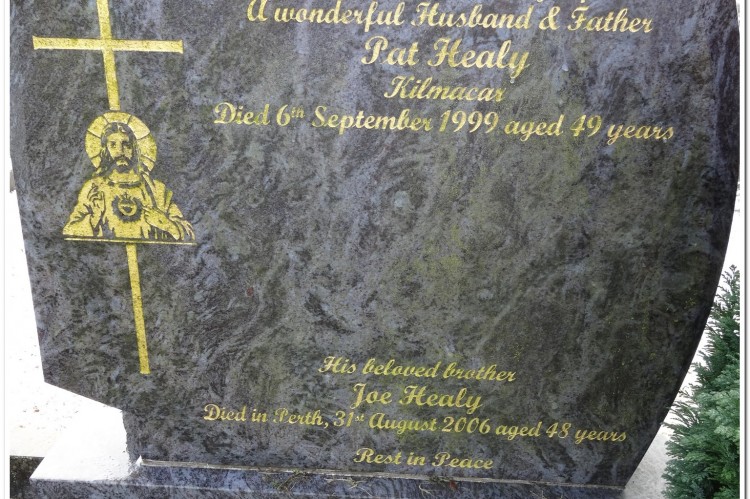 A wonderful Husband & Father
Pat Healy
Kilmacar
Died 6th September 1999 aged 49 years
His beloved brother
Joe Healy
Died in Perth, 31st August 2006 aged 48 years
Rest in Peace